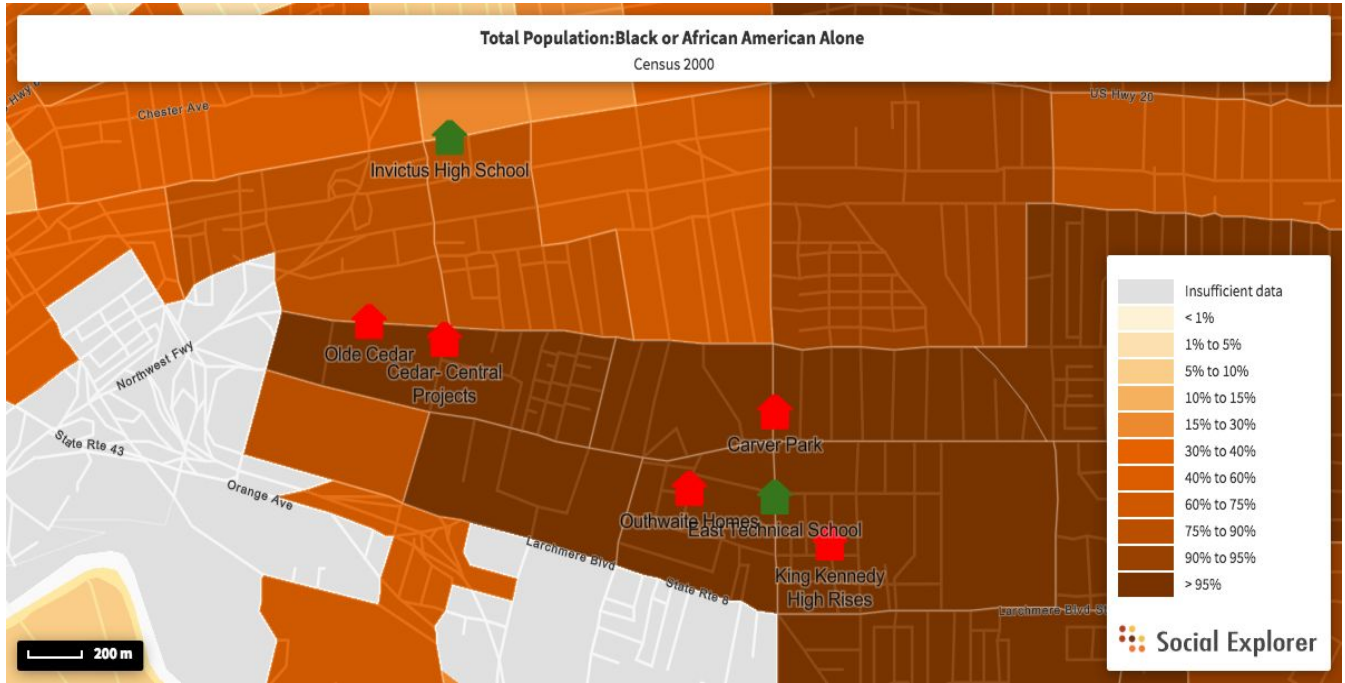 Total Population:Black or African American Alone
Census 2000
Chester Ave
US Hwy 20
Invictus High School
Insufficient data
< 1%
1% to 5%
5% to 10%
10% to 15%
15% to 30%
30% to 40%
40% to 60%
60% to 75%
75% to 90%
90% to 95%
> 95%
Northwest Fwy
Olde Cedar
Cedar- Central
Projects
State Rte 43
Carver Park
Orange Ave
Outhwaite Homes
East Technical School
Larchmere Blvd
King Kennedy
High Rises
State Rte 8
Larchmere Blvd
Social Explorer
200 m